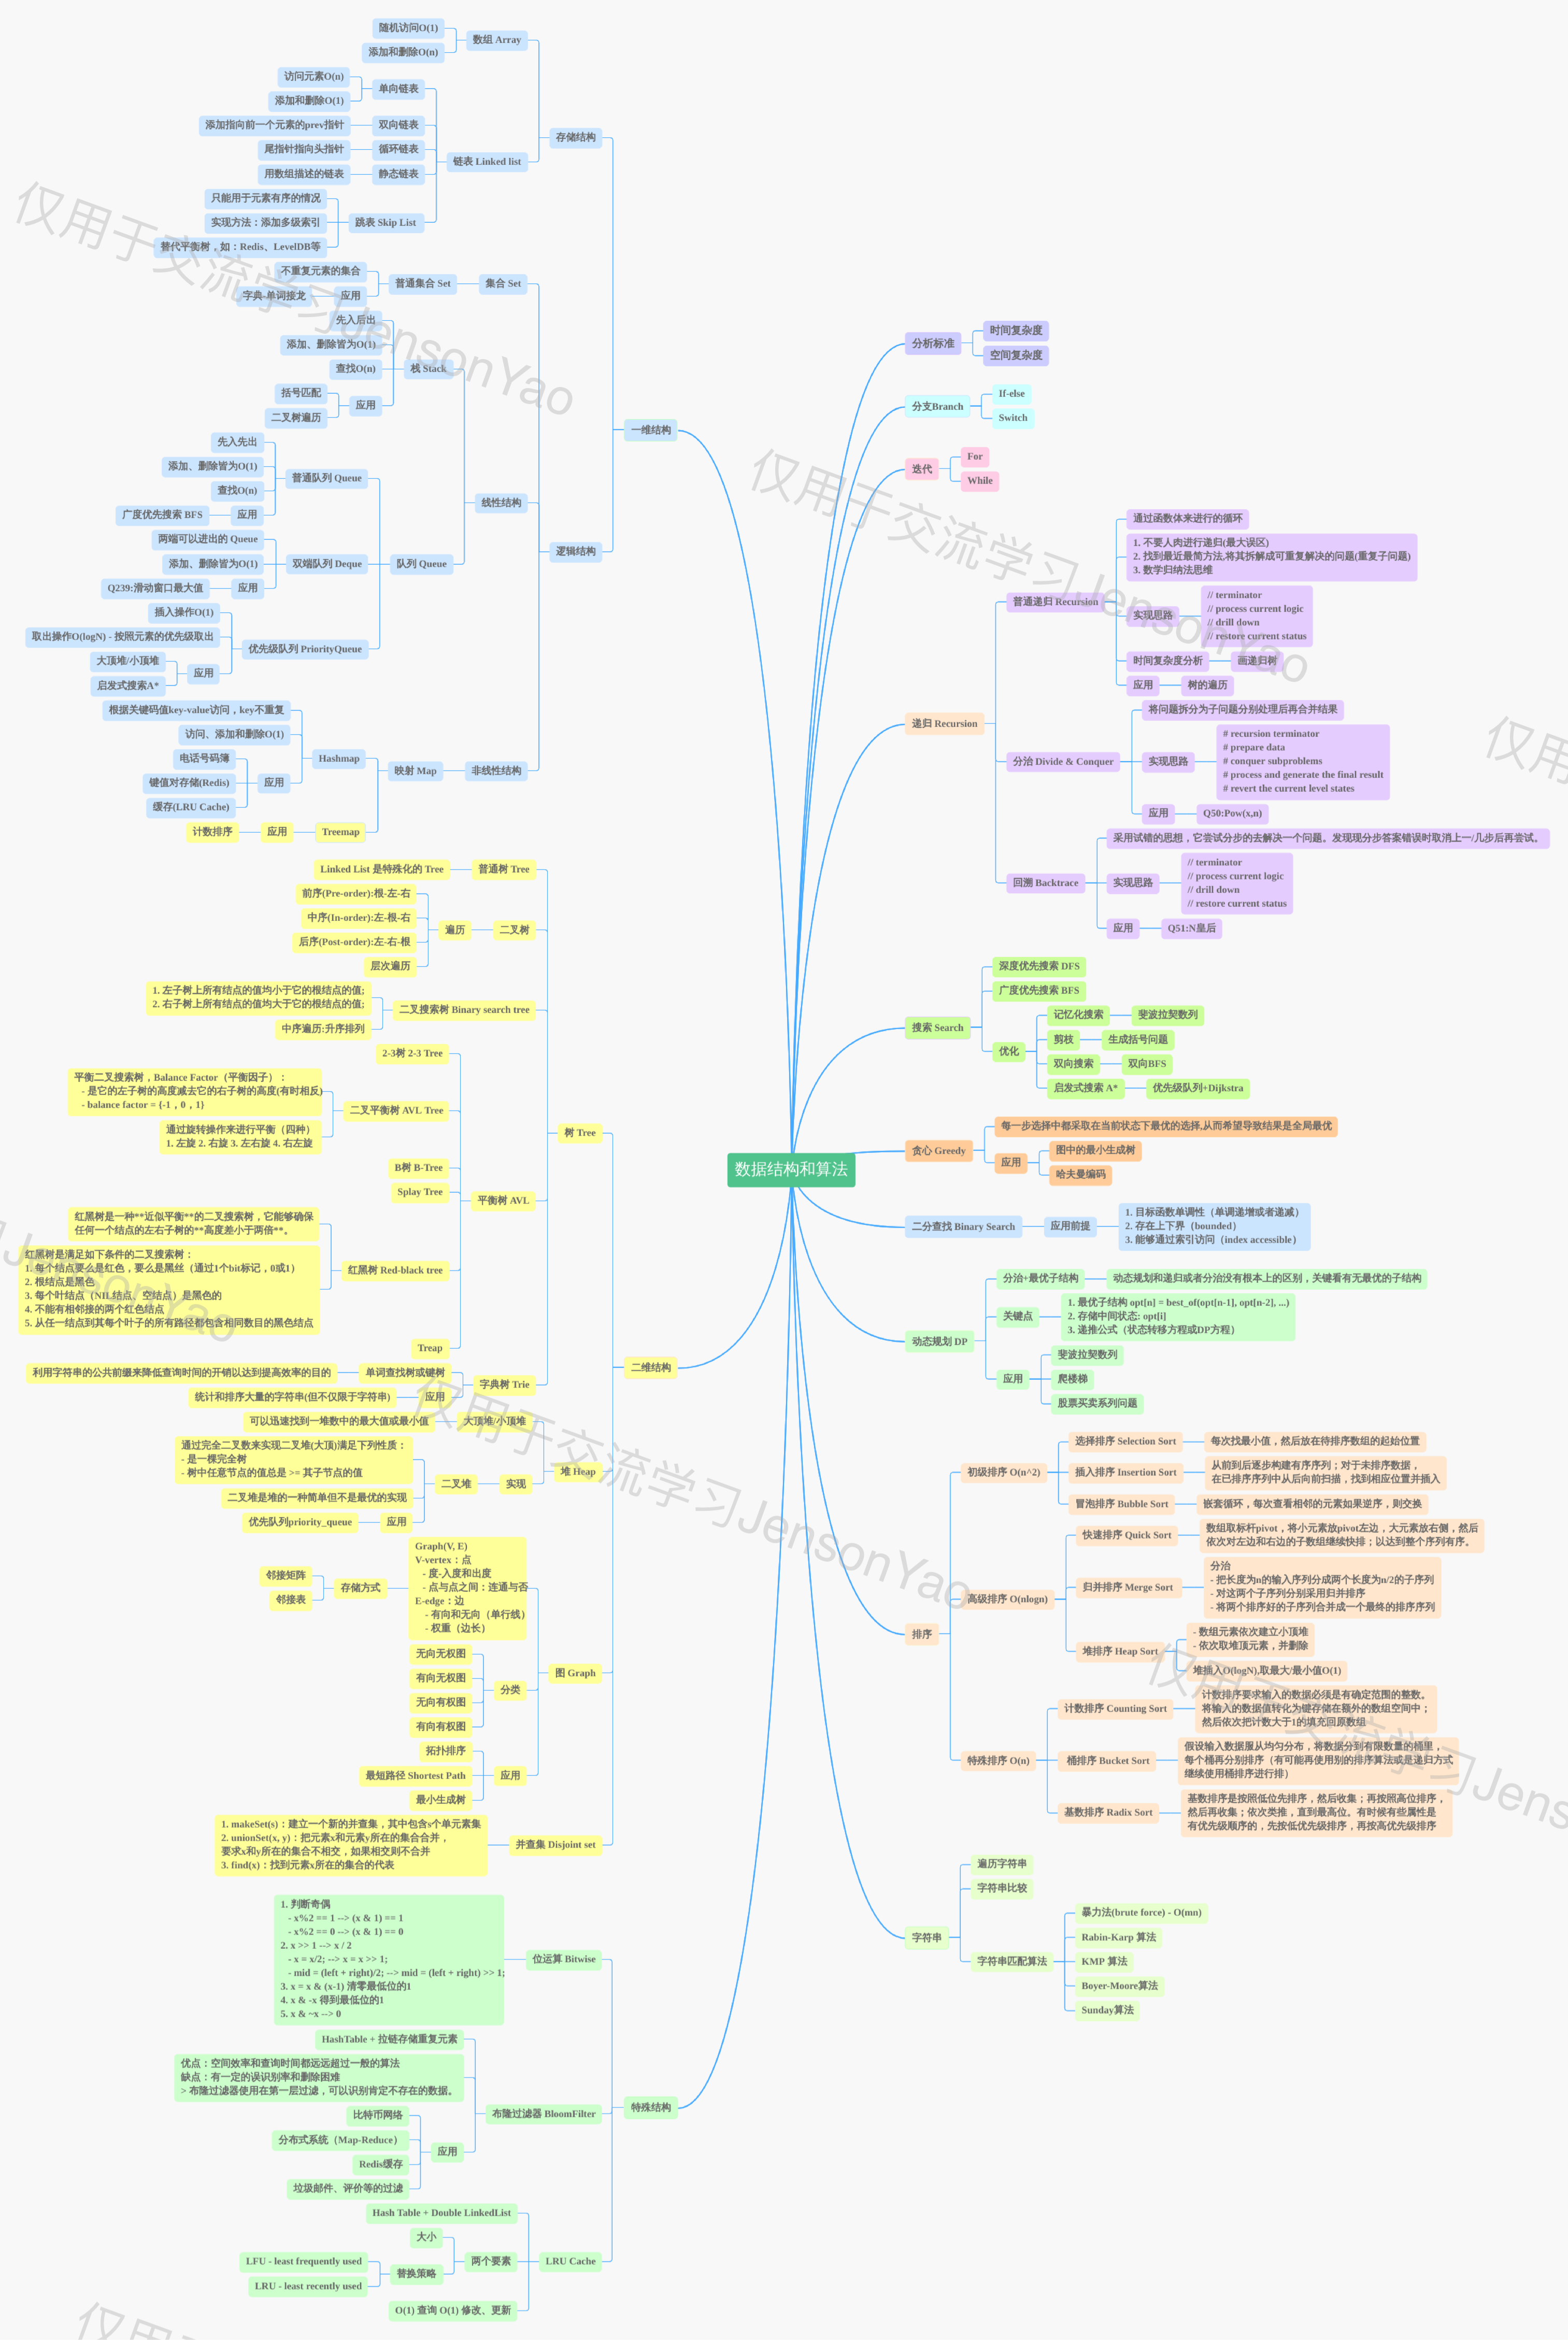 数据结构和算法
一维结构
存储结构
数组 Array
随机访问O(1)
添加和删除O(n)
链表 Linked list
单向链表
访问元素O(n)
添加和删除O(1)
双向链表
添加指向前一个元素的prev指针
循环链表
尾指针指向头指针
静态链表
用数组描述的链表
跳表 Skip List
只能用于元素有序的情况
实现方法：添加多级索引
替代平衡树，如：Redis、LevelDB等
逻辑结构
集合 Set
普通集合 Set
不重复元素的集合
应用
字典-单词接龙
线性结构
栈 Stack
先入后出
添加、删除皆为O(1)
查找O(n)
应用
括号匹配
二叉树遍历
队列 Queue
普通队列 Queue
先入先出
添加、删除皆为O(1)
查找O(n)
应用
广度优先搜索 BFS
双端队列 Deque
两端可以进出的 Queue
添加、删除皆为O(1)
应用
Q239:滑动窗口最大值
优先级队列 PriorityQueue
插入操作O(1)
取出操作O(logN) - 按照元素的优先级取出
应用
大顶堆/小顶堆
启发式搜索A*
非线性结构
映射 Map
Hashmap
根据关键码值key-value访问，key不重复
访问、添加和删除O(1)
应用
电话号码簿
键值对存储(Redis)
缓存(LRU Cache)
Treemap
应用
计数排序
二维结构
树 Tree
普通树 Tree
Linked List 是特殊化的 Tree
二叉树
遍历
前序(Pre-order):根-左-右
中序(In-order):左-根-右
后序(Post-order):左-右-根
层次遍历
二叉搜索树 Binary search tree
1. 左子树上所有结点的值均小于它的根结点的值;
2. 右子树上所有结点的值均大于它的根结点的值;
中序遍历:升序排列
平衡树 AVL
2-3树 2-3 Tree
二叉平衡树 AVL Tree
平衡二叉搜索树，Balance Factor（平衡因子）：
- 是它的左子树的高度减去它的右子树的高度(有时相反)
- balance factor = {-1，0，1}
通过旋转操作来进行平衡（四种）
1. 左旋 2. 右旋 3. 左右旋 4. 右左旋
B树 B-Tree
Splay Tree
红黑树 Red-black tree
红黑树是一种**近似平衡**的二叉搜索树，它能够确保
任何一个结点的左右子树的**高度差小于两倍**。
红黑树是满足如下条件的二叉搜索树：
1. 每个结点要么是红色，要么是黑丝（通过1个bit标记，0或1）
2. 根结点是黑色
3. 每个叶结点（NIL结点、空结点）是黑色的
4. 不能有相邻接的两个红色结点
5. 从任一结点到其每个叶子的所有路径都包含相同数目的黑色结点
Treap
字典树 Trie
单词查找树或键树
利用字符串的公共前缀来降低查询时间的开销以达到提高效率的目的
应用
统计和排序大量的字符串(但不仅限于字符串)
堆 Heap
大顶堆/小顶堆
可以迅速找到一堆数中的最大值或最小值
实现
二叉堆
通过完全二叉数来实现二叉堆(大顶)满足下列性质：
- 是一棵完全树
- 树中任意节点的值总是 >= 其子节点的值
二叉堆是堆的一种简单但不是最优的实现
应用
优先队列priority_queue
图 Graph
Graph(V, E)
V-vertex：点
- 度-入度和出度
- 点与点之间：连通与否
E-edge：边
- 有向和无向（单行线）
- 权重（边长）
存储方式
邻接矩阵
邻接表
分类
无向无权图
有向无权图
无向有权图
有向有权图
应用
拓扑排序
最短路径 Shortest Path
最小生成树
并查集 Disjoint set
1. makeSet(s)：建立一个新的并查集，其中包含s个单元素集
2. unionSet(x, y)：把元素x和元素y所在的集合合并，
要求x和y所在的集合不相交，如果相交则不合并
3. find(x)：找到元素x所在的集合的代表
特殊结构
位运算 Bitwise
1. 判断奇偶
- x%2 == 1 --> (x & 1) == 1
- x%2 == 0 --> (x & 1) == 0
2. x >> 1 --> x / 2
- x = x/2; --> x = x >> 1;
- mid = (left + right)/2; --> mid = (left + right) >> 1;
3. x = x & (x-1) 清零最低位的1
4. x & -x 得到最低位的1
5. x & ~x --> 0
布隆过滤器 BloomFilter
HashTable + 拉链存储重复元素
优点：空间效率和查询时间都远远超过一般的算法
缺点：有一定的误识别率和删除困难
> 布隆过滤器使用在第一层过滤，可以识别肯定不存在的数据。
应用
比特币网络
分布式系统（Map-Reduce）
Redis缓存
垃圾邮件、评价等的过滤
LRU Cache
Hash Table + Double LinkedList
两个要素
大小
替换策略
LFU - least frequently used
LRU - least recently used
O(1) 查询 O(1) 修改、更新
分析标准
时间复杂度
空间复杂度
分支Branch
If-else
Switch
迭代
For
While
递归 Recursion
普通递归 Recursion
通过函数体来进行的循环
1. 不要人肉进行递归(最大误区)
2. 找到最近最简方法,将其拆解成可重复解决的问题(重复子问题)
3. 数学归纳法思维
实现思路
// terminator
// process current logic
// drill down
// restore current status
时间复杂度分析
画递归树
应用
树的遍历
分治 Divide & Conquer
将问题拆分为子问题分别处理后再合并结果
实现思路
# recursion terminator
# prepare data
# conquer subproblems
# process and generate the final result
# revert the current level states
应用
Q50:Pow(x,n)
回溯 Backtrace
采用试错的思想，它尝试分步的去解决一个问题。发现现分步答案错误时取消上一/几步后再尝试。
实现思路
// terminator
// process current logic
// drill down
// restore current status
应用
Q51:N皇后
搜索 Search
深度优先搜索 DFS
广度优先搜索 BFS
优化
记忆化搜索
斐波拉契数列
剪枝
生成括号问题
双向搜索
双向BFS
启发式搜索 A*
优先级队列+Dijkstra
贪心 Greedy
每一步选择中都采取在当前状态下最优的选择,从而希望导致结果是全局最优
应用
图中的最小生成树
哈夫曼编码
二分查找 Binary Search
应用前提
1. 目标函数单调性（单调递增或者递减）
2. 存在上下界（bounded）
3. 能够通过索引访问（index accessible）
动态规划 DP
分治+最优子结构
动态规划和递归或者分治没有根本上的区别，关键看有无最优的子结构
关键点
1. 最优子结构 opt[n] = best_of(opt[n-1], opt[n-2], ...)
2. 存储中间状态: opt[i]
3. 递推公式（状态转移方程或DP方程）
应用
斐波拉契数列
爬楼梯
股票买卖系列问题
排序
初级排序 O(n^2)
选择排序 Selection Sort
每次找最小值，然后放在待排序数组的起始位置
插入排序 Insertion Sort
从前到后逐步构建有序序列；对于未排序数据，
在已排序序列中从后向前扫描，找到相应位置并插入
冒泡排序 Bubble Sort
嵌套循环，每次查看相邻的元素如果逆序，则交换
高级排序 O(nlogn)
快速排序 Quick Sort
数组取标杆pivot，将小元素放pivot左边，大元素放右侧，然后
依次对左边和右边的子数组继续快排；以达到整个序列有序。
归并排序 Merge Sort
分治
- 把长度为n的输入序列分成两个长度为n/2的子序列
- 对这两个子序列分别采用归并排序
- 将两个排序好的子序列合并成一个最终的排序序列
堆排序 Heap Sort
- 数组元素依次建立小顶堆
- 依次取堆顶元素，并删除
堆插入O(logN),取最大/最小值O(1)
特殊排序 O(n)
计数排序 Counting Sort
计数排序要求输入的数据必须是有确定范围的整数。
将输入的数据值转化为键存储在额外的数组空间中；
然后依次把计数大于1的填充回原数组
桶排序 Bucket Sort
假设输入数据服从均匀分布，将数据分到有限数量的桶里，
每个桶再分别排序（有可能再使用别的排序算法或是递归方式
继续使用桶排序进行排）
基数排序 Radix Sort
基数排序是按照低位先排序，然后收集；再按照高位排序，
然后再收集；依次类推，直到最高位。有时候有些属性是
有优先级顺序的，先按低优先级排序，再按高优先级排序
字符串
遍历字符串
字符串比较
字符串匹配算法
暴力法(brute force) - O(mn)
Rabin-Karp 算法
KMP 算法
Boyer-Moore算法
Sunday算法
仅用于交流学习JensonYao
仅用于交流学习JensonYao
仅用
习JensonYao
仅用于交流学习JensonYao
仅用于交流学习Jens
仅用